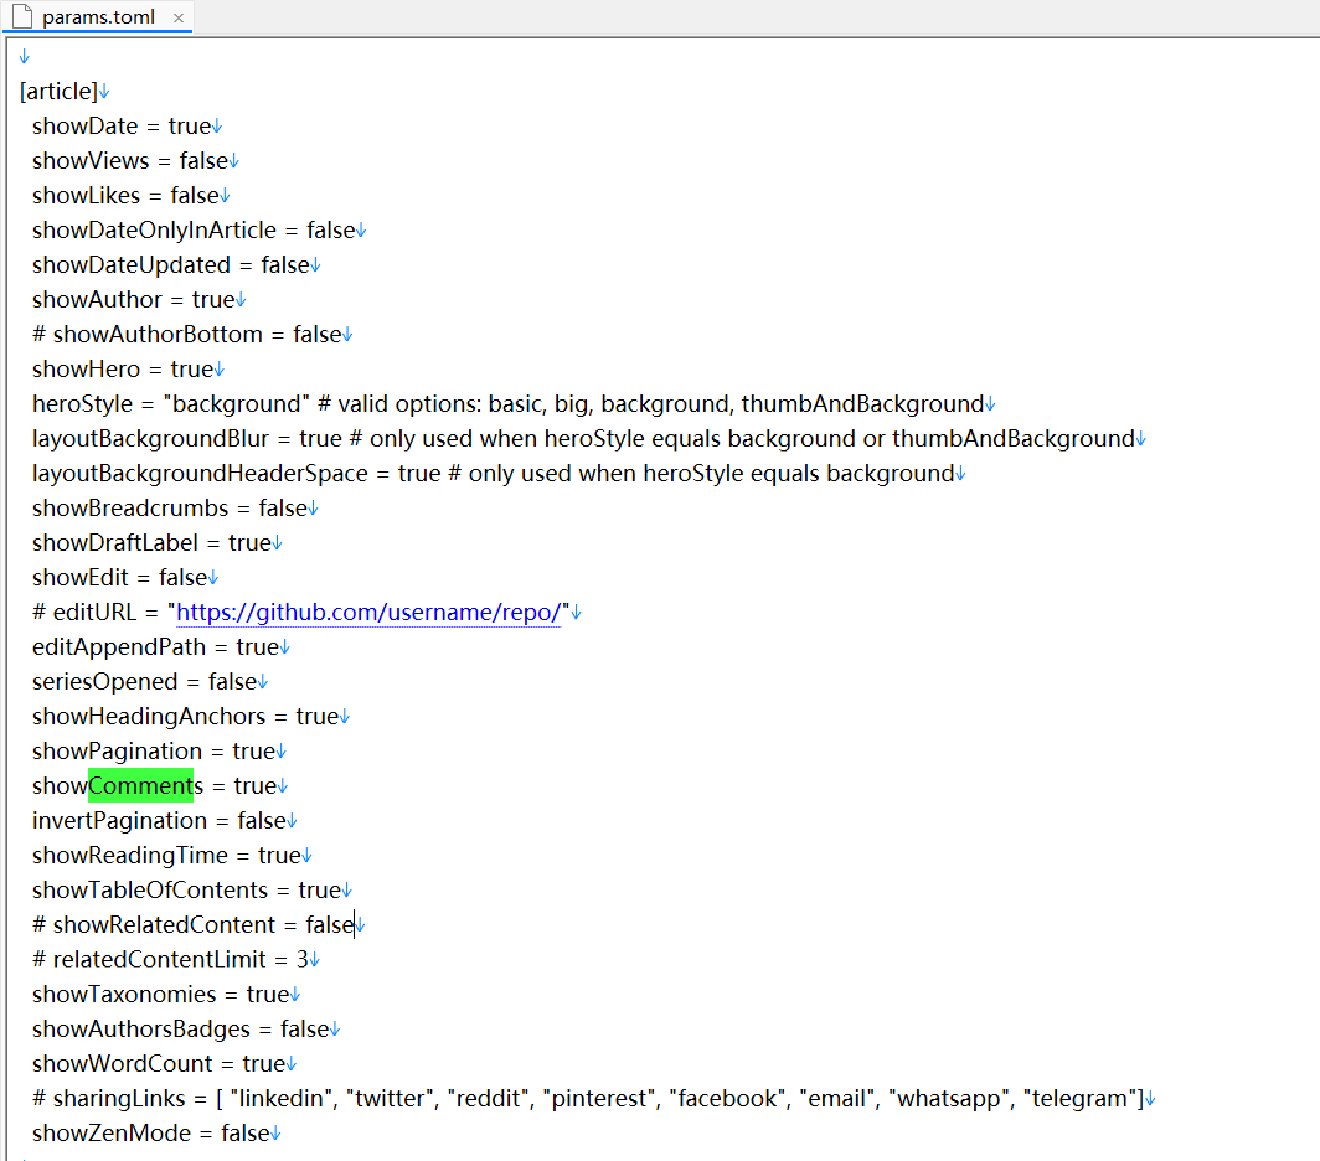 params.toml
[article]
showDate = true
showViews = false
showLikes = false
showDateOnlyInArticle = false
showDateUpdated = false
showAuthor = true
# showAuthorBottom = false
showHero = true
heroStyle = "background" # valid options: basic, big, background, thumbAndBackground
layoutBackgroundBlur = true # only used when heroStyle equals background or thumbAndBackground
layoutBackgroundHeaderSpace = true # only used when heroStyle equals background
showBreadcrumbs = false
showDraftLabel = true
showEdit = false
# editURL = "https://github.com/username/repo/"
editAppendPath = true
seriesOpened = false
showHeadingAnchors = true
showPagination = true
showComments = true
invertPagination = false
showReadingTime = true
showTableOfContents = true
# showRelatedContent = false
# relatedContentLimit = 3
showTaxonomies = true
showAuthorsBadges = false
showWordCount = true
# sharingLinks = [ "linkedin", "twitter", "reddit", "pinterest", "facebook", "email", "whatsapp", "telegram"]
showZenMode = false